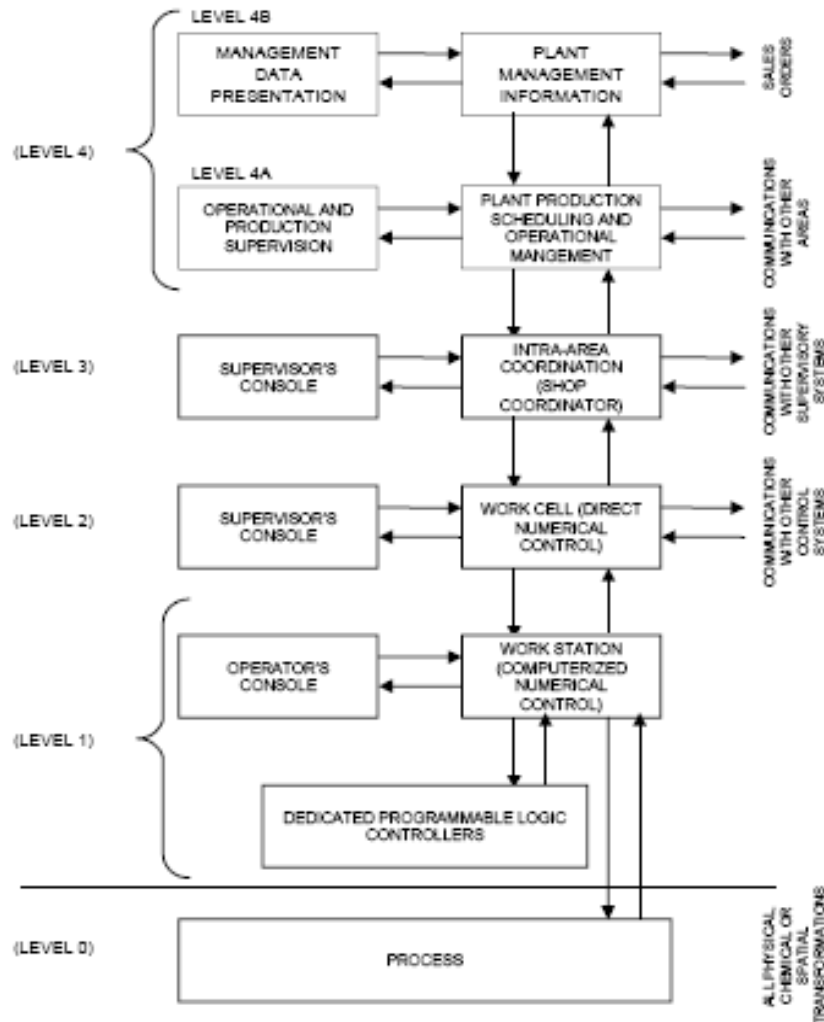 LEVEL 4B
MANAGEMENT
DATA
PRESENTATION
PLANT
MANAGEMENT
INFORMATION
SALES
ORDERS
(LEVEL 4)
LEVEL 4A
OPERATIONAL AND
PRODUCTION
SUPERVISION
PLANT PRODUCTION
SCHEDULING AND
OPERATIONAL
MANGEMENT
COMMUNICATIONS
WITH OTHER
AREAS
(LEVEL 3)
SUPERVISOR'S
CONSOLE
INTRA-AREA
COORDINATION
(SHOP
COORDINATOR)
COMMUNICATIONS
WITH OTHER
SUPERVISORY
SYSTEMS
(LEVEL 2)
SUPERVISOR'S
CONSOLE
WORK CELL (DIRECT
NUMERICAL
CONTROL)
COMMUNICATIONS
WITH OTHER
CONTROL
SYSTEMS
(LEVEL 1)
OPERATOR'S
CONSOLE
WORK STATION
(COMPUTERIZED
NUMERICAL
CONTROL)
DEDICATED PROGRAMMABLE LOGIC
CONTROLLERS
(LEVEL 0)
PROCESS
ALL PHYSICAL
CHEMICAL OR
SPATIAL
TRANSFORMATIONS